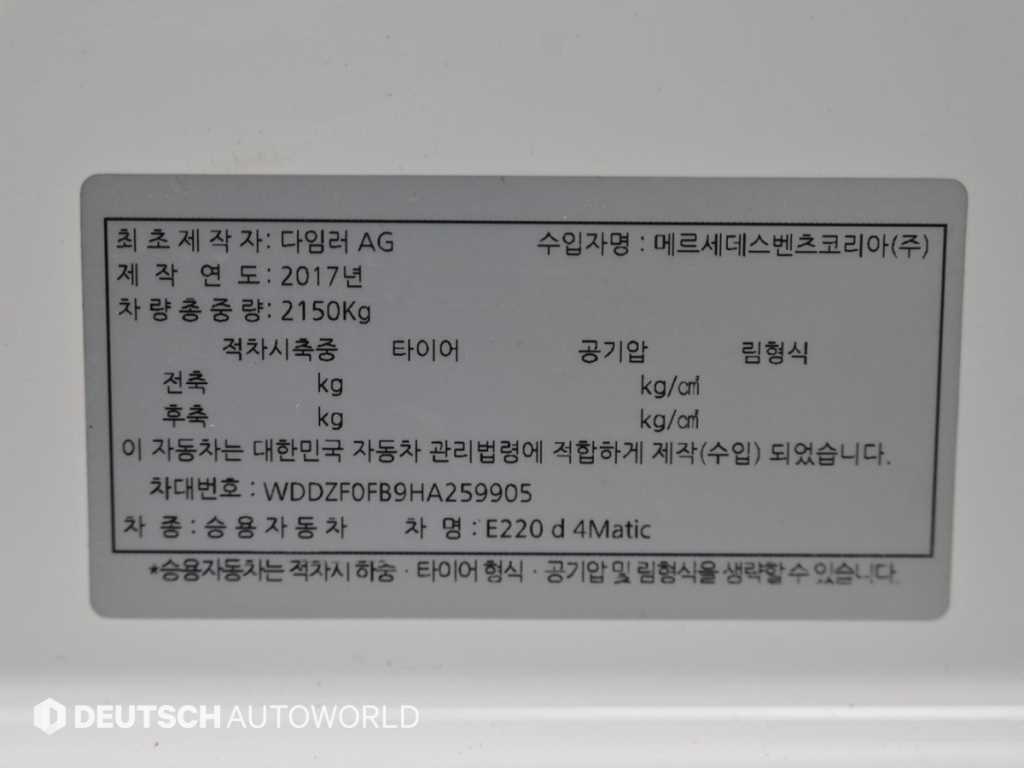 최초제작자: 다임러 AG 수입자명 : 메르세데스벤츠코리아(주)
제 작 연 도: 2017년
차량총중량: 2150Kg
적차시축중 타이어 공기압 림형식
전축 kg kg/㎠
후축 kg kg/㎠
이 자동차는 대한민국 자동차 관리법령에 적합하게 제작(수입) 되었습니다.
차대번호 : WDDZF0FB9HA259905
차 종 : 승용자동차 차 명 : E220 d 4Matic
*승용자동차는 적차시 하중 · 타이어 형식 · 공기압 및 림형식을 생략할 수 있습니다.
DEUTSCH AUTOWORLD